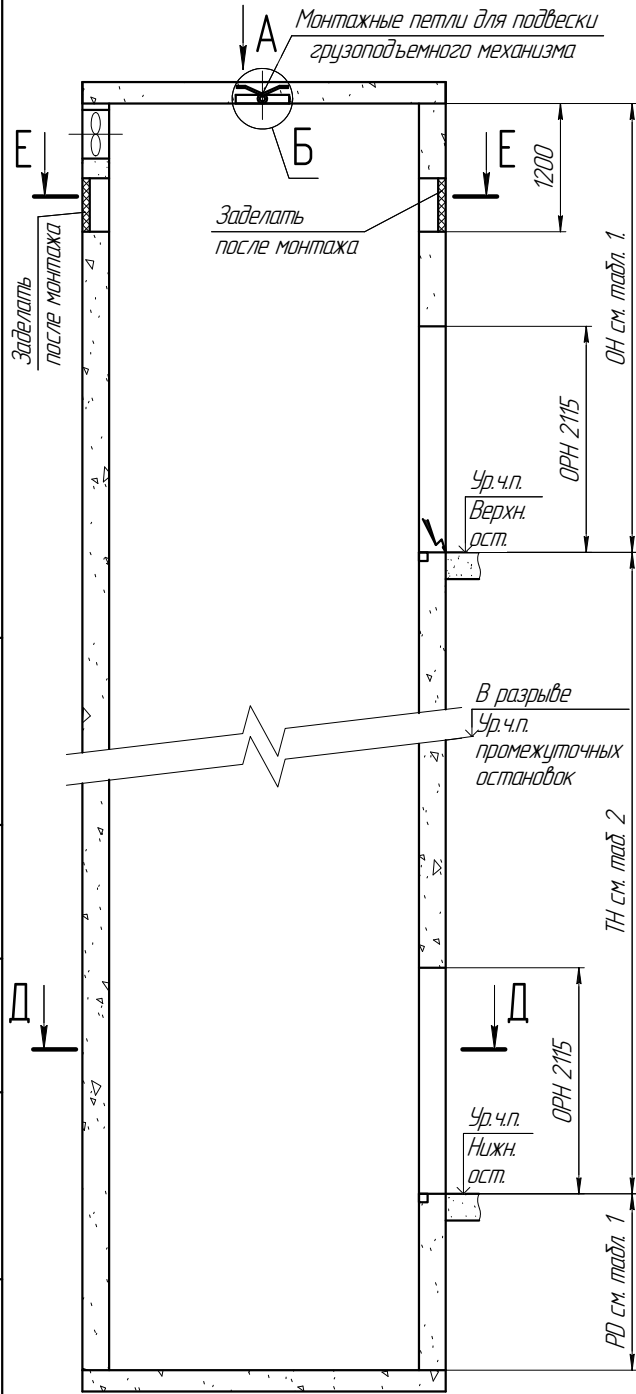 А
Монтажные петли для подвески
грузоподъемного механизма
Б
Е
Е
1200
Заделать
после монтажа
Заделать
после монтажа
ОН см. табл. 1.
ОРН 2115
Ур.ч.п.
Верхн.
ост.
В разрыве
Ур.ч.п.
промежуточных
остановок
ТН см. таб. 2
Д
Д
ОРН 2115
Ур.ч.п.
Нижн.
ост.
PD см. табл. 1